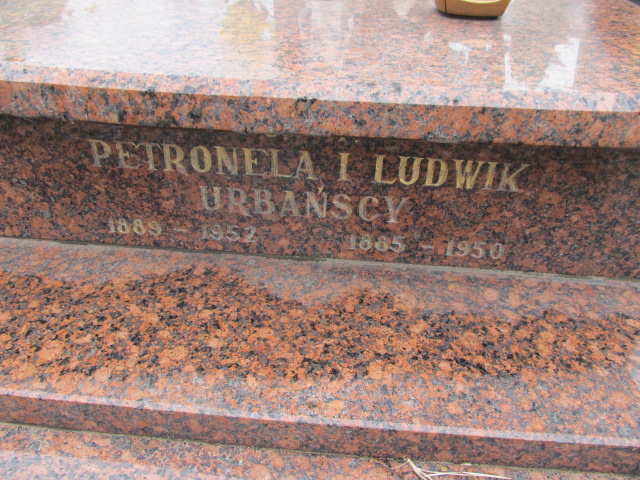 PETRONELA I LUDWIK
URBAŃSCY
1889 - 1952 1885 - 1950